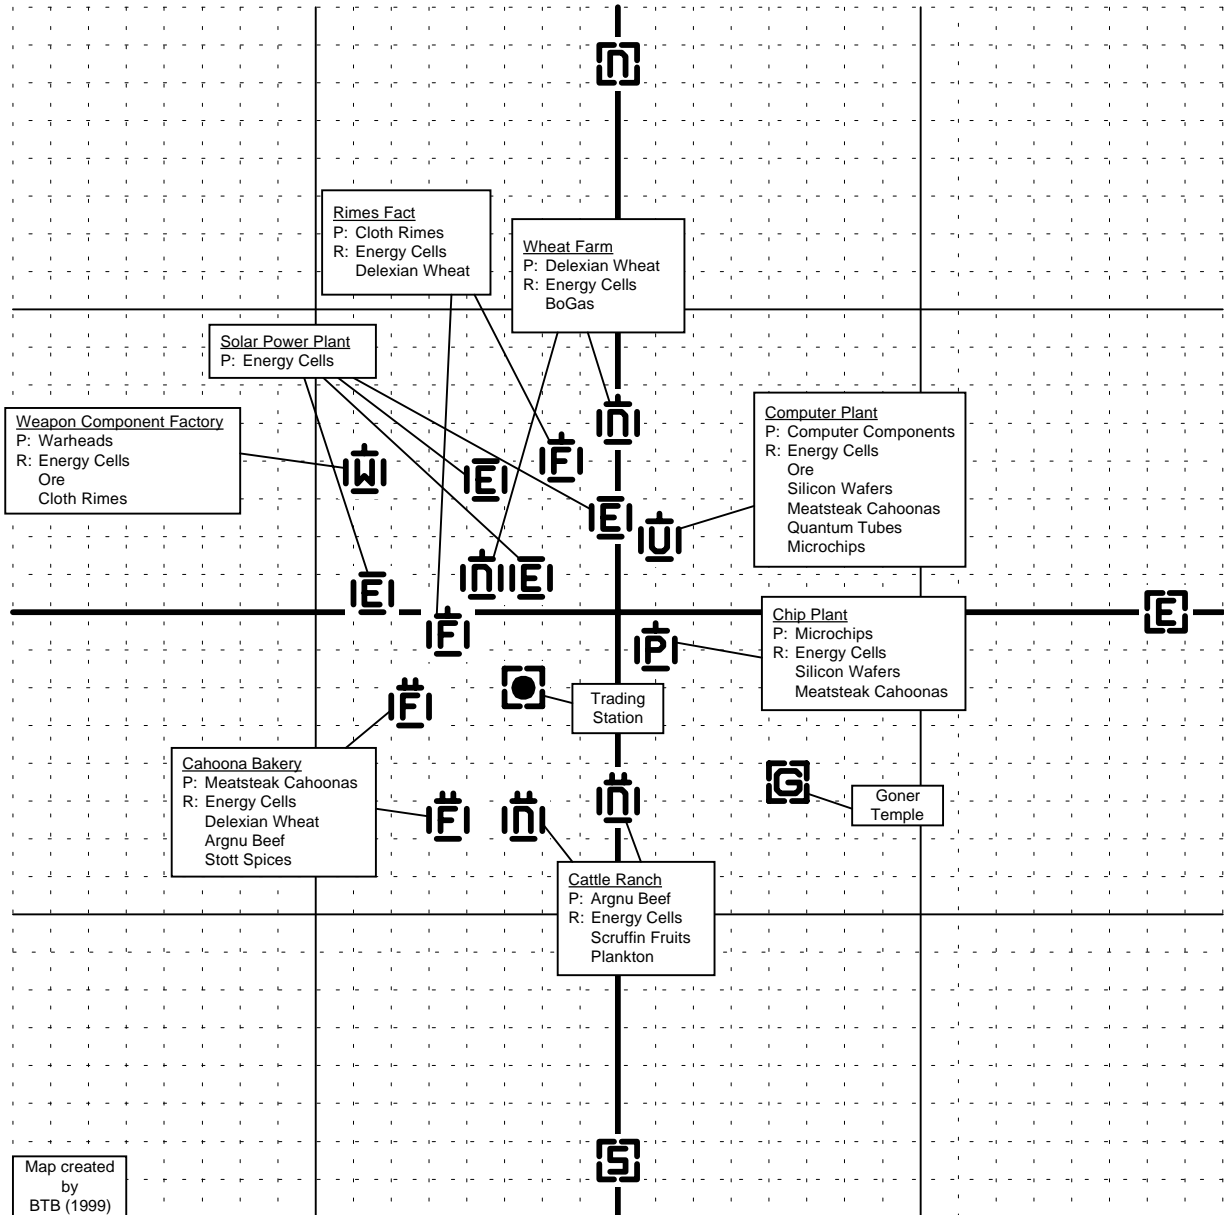 n
Rimes Fact
P: Cloth Rimes
R: Energy Cells
Delexian Wheat
Wheat Farm
P: Delexian Wheat
R: Energy Cells
BoGas
Solar Power Plant
P: Energy Cells
Weapon Component Factory
P: Warheads
R: Energy Cells
Ore
Cloth Rimes
Computer Plant
P: Computer Components
R: Energy Cells
Ore
Silicon Wafers
Meatsteak Cahoonas
Quantum Tubes
Microchips
n
F
W
E
E
U
n
E
E
E
F
P
Chip Plant
P: Microchips
R: Energy Cells
Silicon Wafers
Meatsteak Cahoonas
F
Trading
Station
Cahoona Bakery
P: Meatsteak Cahoonas
R: Energy Cells
Delexian Wheat
Argnu Beef
Stott Spices
F
n
n
G
Goner
Temple
Cattle Ranch
P: Argnu Beef
R: Energy Cells
Scruffin Fruits
Plankton
S
Map created
by
BTB (1999)